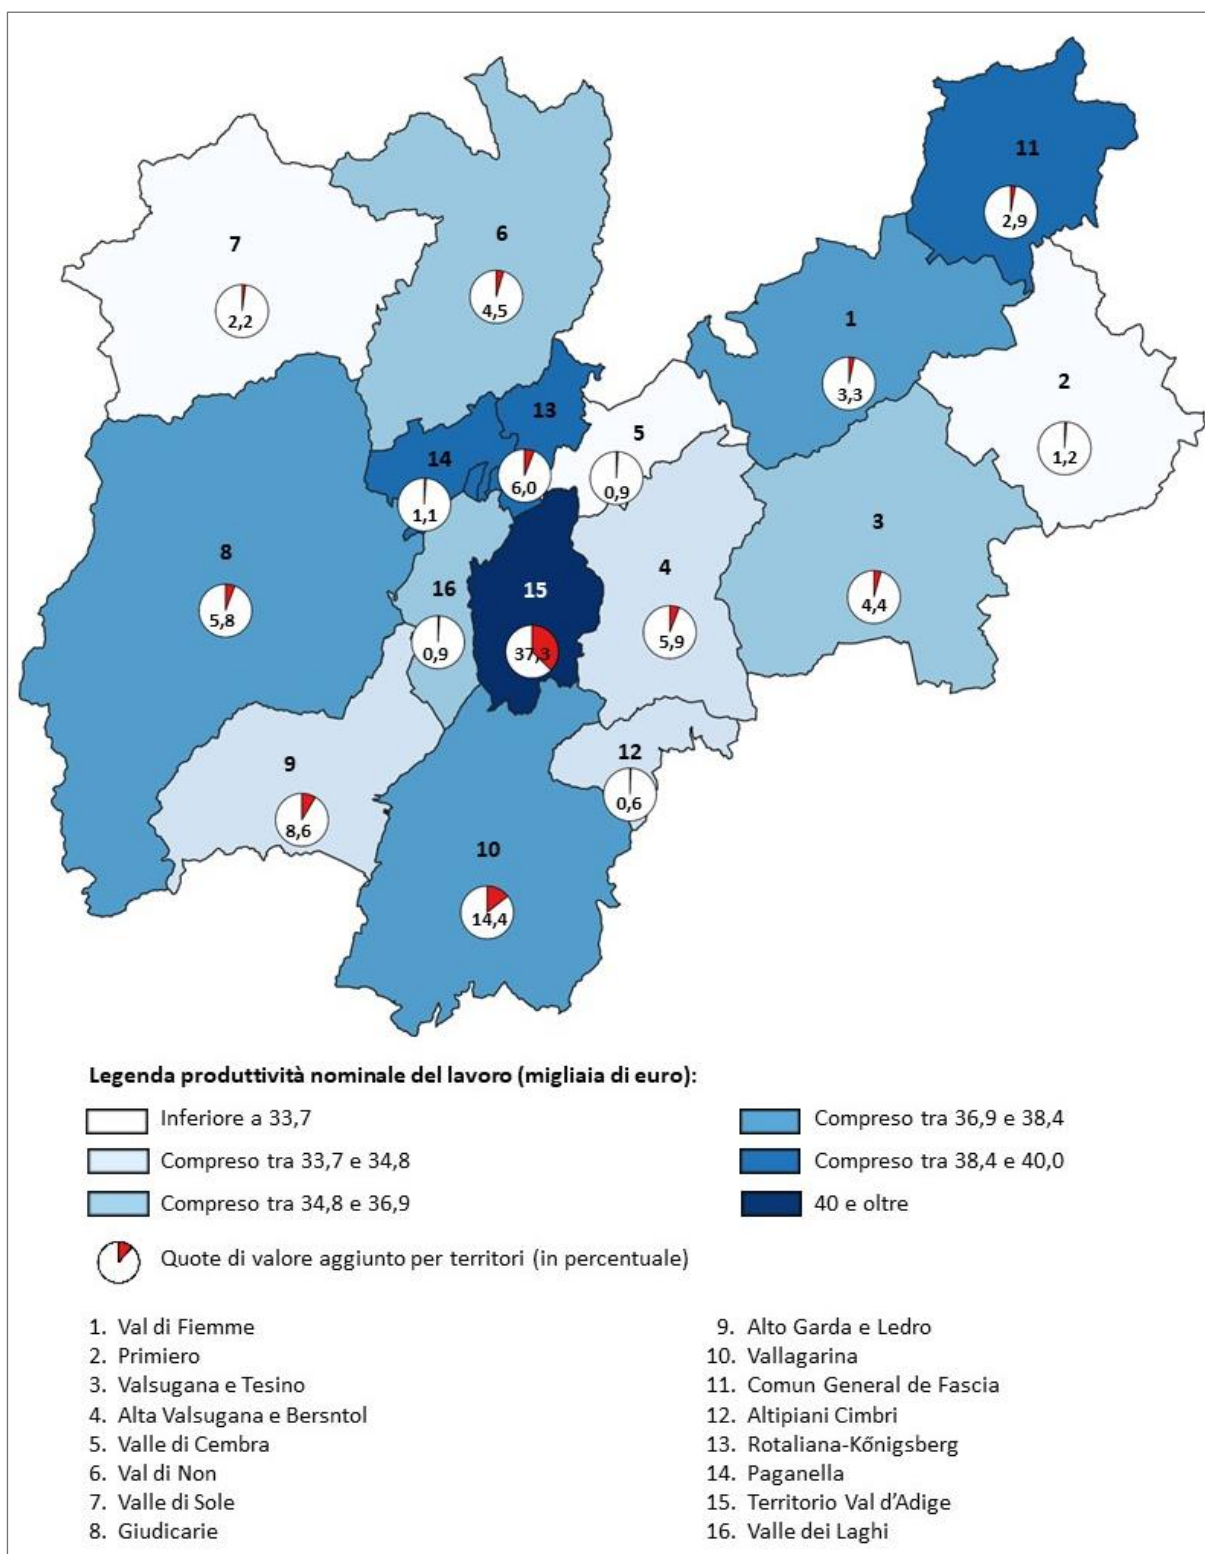 11
2,9
6
4,5
7
2,2
1
3,3
2
1,2
13
6,0
5
0,9
14
1,1
3
4,4
8
5,8
4
5,9
16
0,9
15
37,3
12
0,6
9
8,6
10
14,4
Legenda produttività nominale del lavoro (migliaia di euro):
Inferiore a 33,7
Compreso tra 33,7 e 34,8
Compreso tra 34,8 e 36,9
Compreso tra 36,9 e 38,4
Compreso tra 38,4 e 40,0
40 e oltre
Quote di valore aggiunto per territori (in percentuale)
1. Val di Fiemme
2. Primiero
3. Valsugana e Tesino
4. Alta Valsugana e Bersntol
5. Valle di Cembra
6. Val di Non
7. Valle di Sole
8. Giudicarie
9. Alto Garda e Ledro
10. Vallagarina
11. Comun General de Fascia
12. Altipiani Cimbri
13. Rotaliana-Kőnigsberg
14. Paganella
15. Territorio Val d’Adige
16. Valle dei Laghi